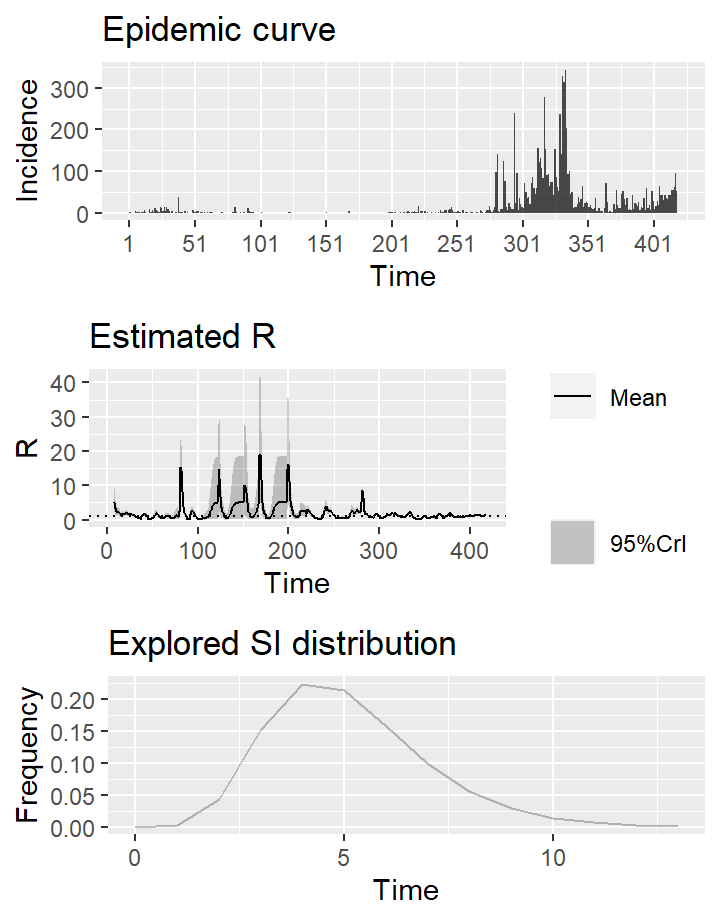 Epidemic curve
Incidence
300
200
100
0
1 51 101 151 201 251 301 351 401
Time
Estimated R
R
40
30
20
10
0
0 100 200 300 400
Time
Mean
95%CrI
Explored SI distribution
Frequency
0.20
0.15
0.10
0.05
0.00
0 5 10
Time